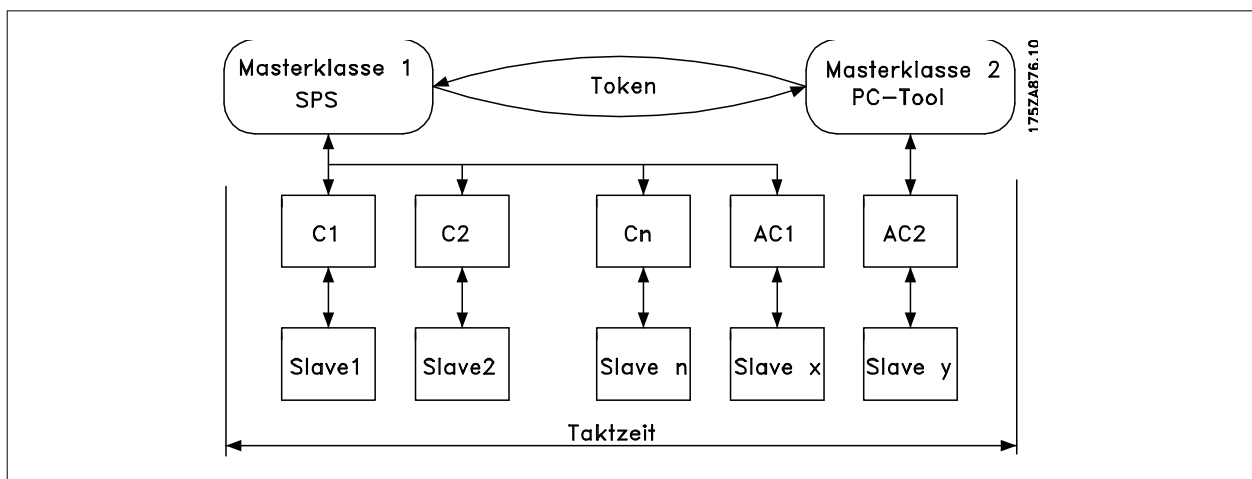 Masterklasse 1
SPS
Token
Masterklasse 2
PC-Tool
175ZA876.10
C1
C2
Cn
AC1
AC2
Slave1
Slave2
Slave n
Slave x
Slave y
Taktzeit